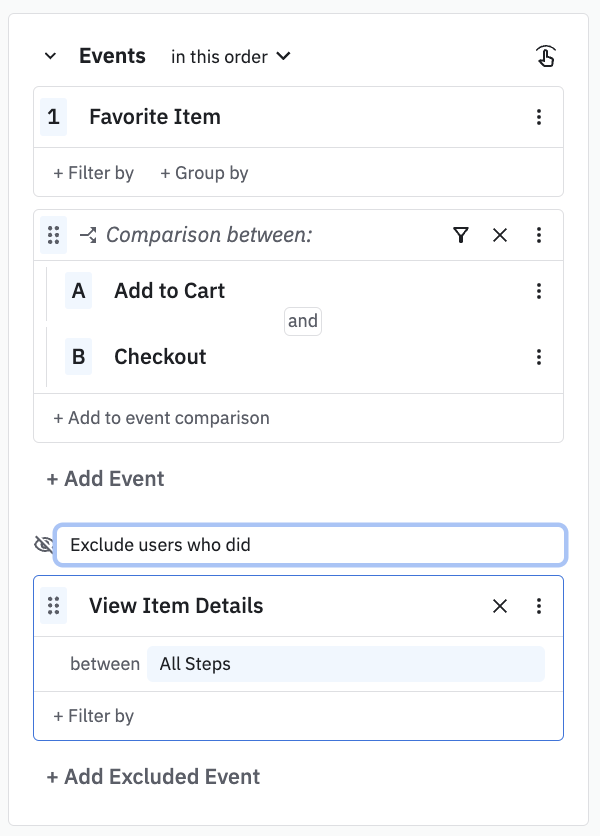 Events in this order
1 Favorite Item
+ Filter by + Group by
Comparison between:
A Add to Cart
and
B Checkout
+ Add to event comparison
+ Add Event
Exclude users who did
View Item Details
between All Steps
+ Filter by
+ Add Excluded Event